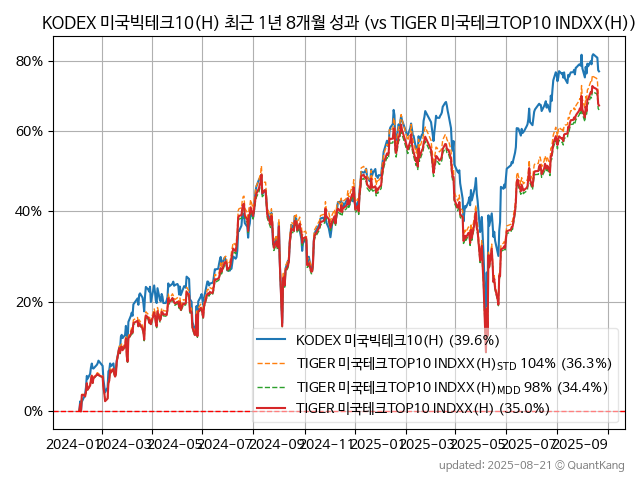 KODEX 미국빅테크10(H) 최근 1년 8개월 성과 (vs TIGER 미국테크TOP10 INDXX(H))
80%
60%
40%
20%
0%
KODEX 미국빅테크10(H) (39.6%)
TIGER 미국테크TOP10 INDXX(H)STD 104% (36.3%)
TIGER 미국테크TOP10 INDXX(H)MDD 98% (34.4%)
TIGER 미국테크TOP10 INDXX(H) (35.0%)
2024-01 2024-03 2024-05 2024-07 2024-09 2024-11 2025-01 2025-03 2025-05 2025-07 2025-09
updated: 2025-08-21 © QuantKang